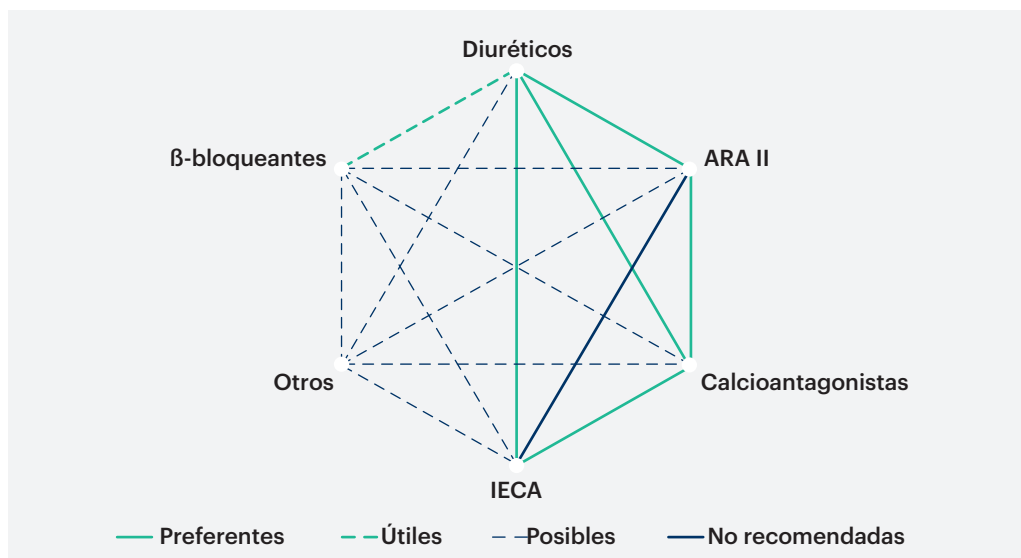 Diuréticos
ß-bloqueantes
ARA II
Otros
Calcioantagonistas
IECA
Preferentes Útiles Posibles No recomendadas